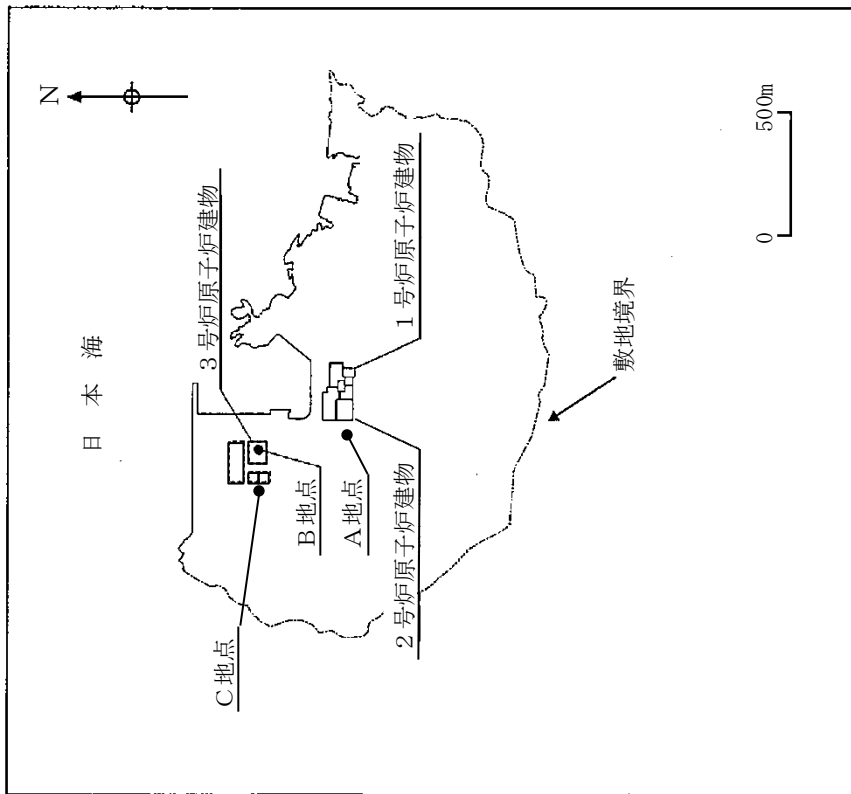 N
日本海
3号炉原子炉建物
1号炉原子炉建物
C地点
B地点
A地点
2号炉原子炉建物
敷地境界
0 500m